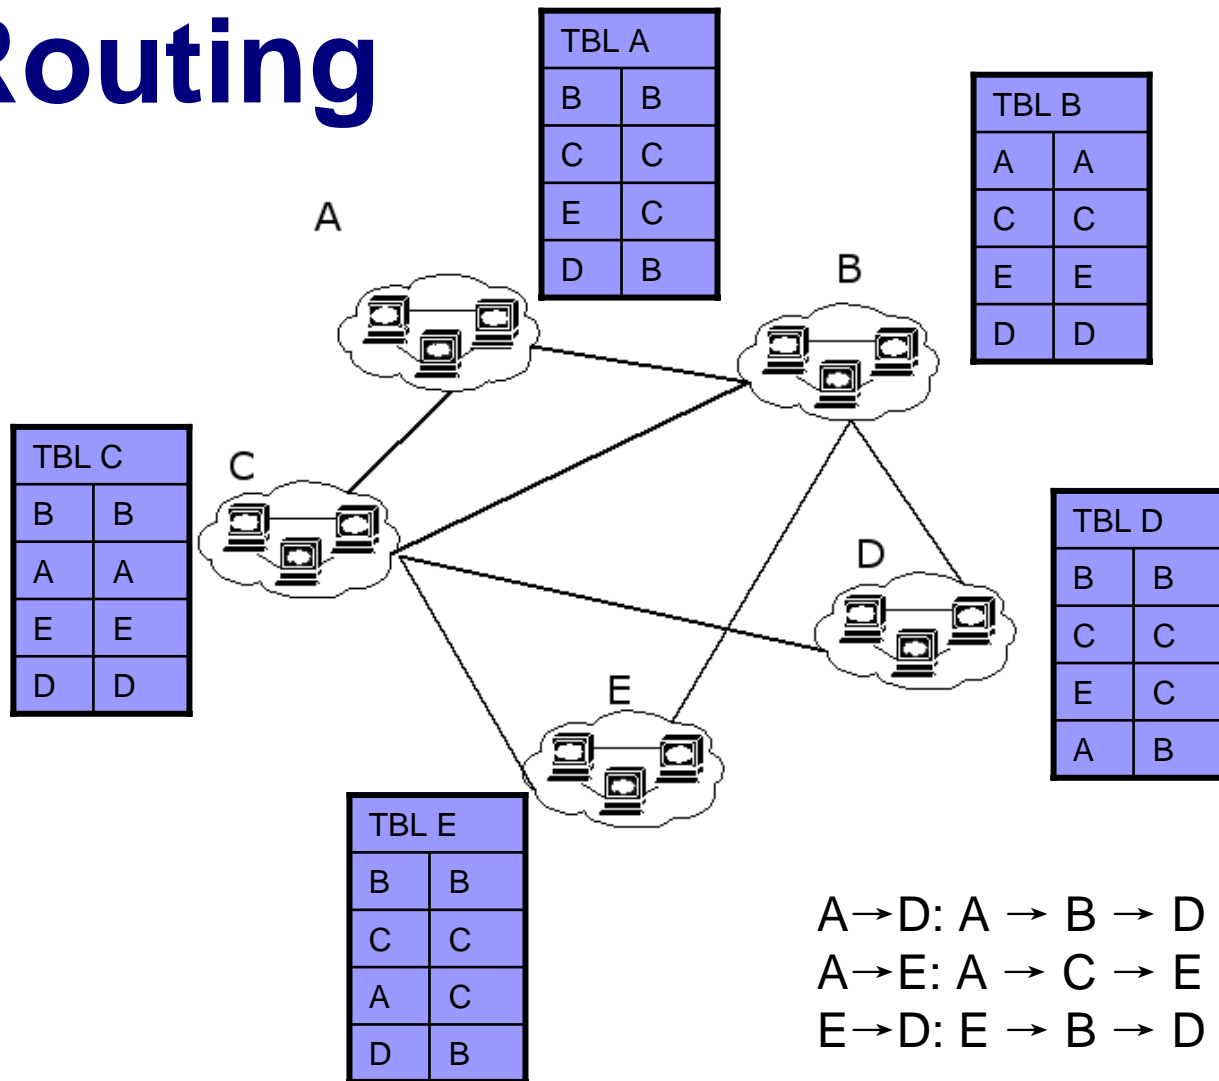 Routing
TBL A
B B
C C
E C
D B
TBL B
A A
C C
E E
D D
A
B
TBL C
B B
A A
E E
D D
C
TBL D
B B
C C
E C
A B
D
E
TBL E
B B
C C
A C
D B
A→D: A → B → D
A→E: A → C → E
E→D: E → B → D